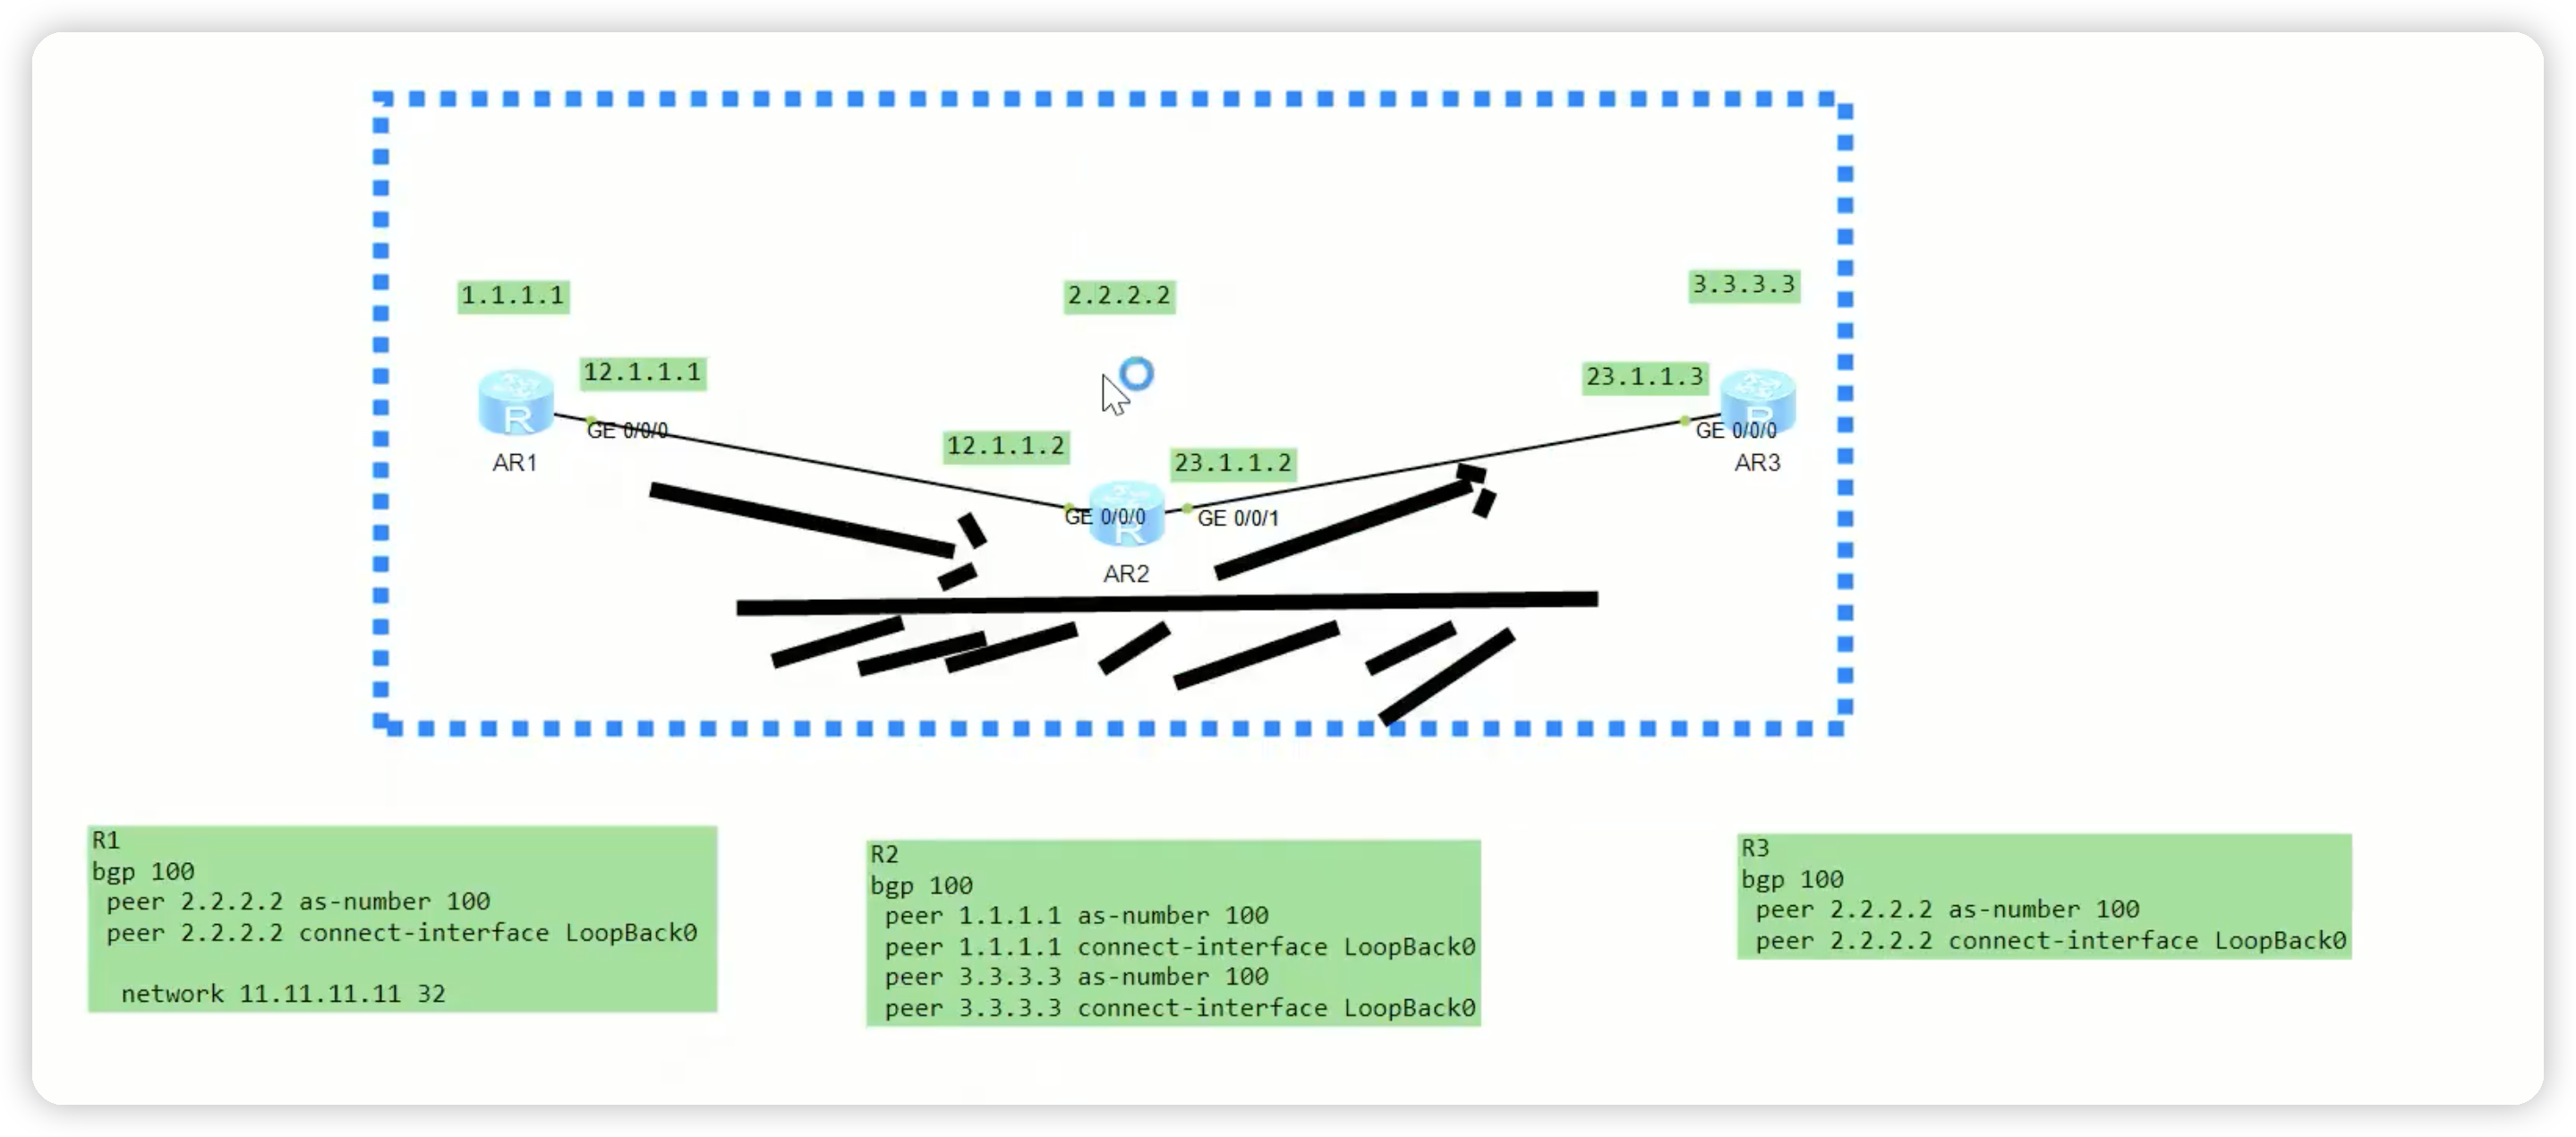 1.1.1.1
2.2.2.2
3.3.3.3
12.1.1.1
23.1.1.3
GE 0/0/0
GE 0/0/0
R
R
AR1
AR3
12.1.1.2
23.1.1.2
GE 0/0/0
GE 0/0/1
R
AR2
R1
bgp 100
peer 2.2.2.2 as-number 100
peer 2.2.2.2 connect-interface LoopBack0
network 11.11.11.11 32
R2
bgp 100
peer 1.1.1.1 as-number 100
peer 1.1.1.1 connect-interface LoopBack0
peer 3.3.3.3 as-number 100
peer 3.3.3.3 connect-interface LoopBack0
R3
bgp 100
peer 2.2.2.2 as-number 100
peer 2.2.2.2 connect-interface LoopBack0